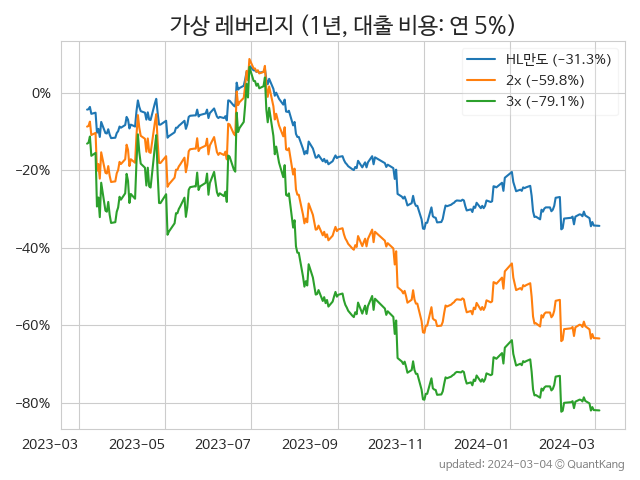 가상 레버리지 (1년, 대출 비용: 연 5%)
HL만도 (−31.3%)
2x (−59.8%)
3x (−79.1%)
0%
−20%
−40%
−60%
−80%
2023-03 2023-05 2023-07 2023-09 2023-11 2024-01 2024-03
updated: 2024-03-04 © QuantKang